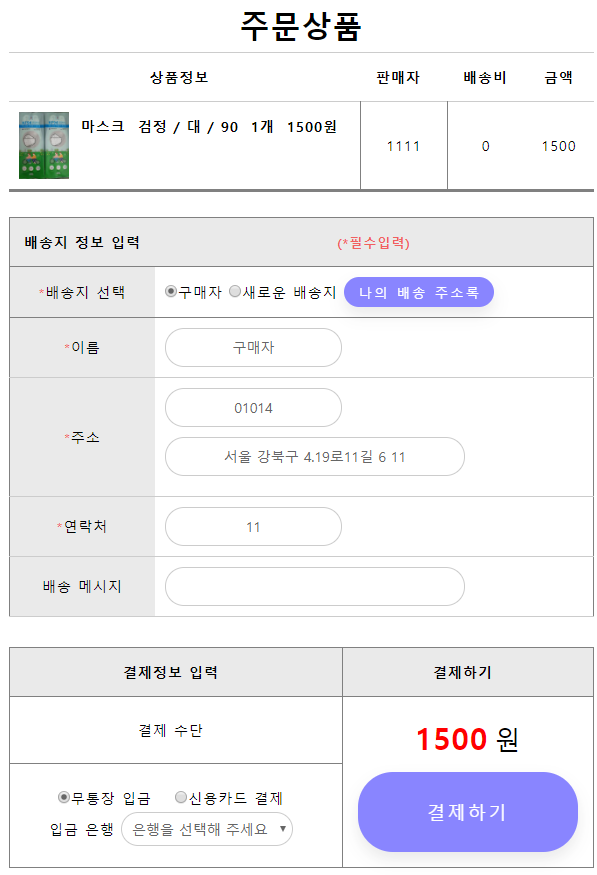 주문상품
상품정보 판매자 배송비 금액
마스크 검정 / 대 / 90 1개 1500원 1111 0 1500
배송지 정보 입력 (*필수입력)
*배송지 선택 구매자 새로운 배송지 나의 배송 주소록
*이름 구매자
*주소 01014
서울 강북구 4.19로11길 6 11
*연락처 11
배송 메시지
결제정보 입력 결제하기
결제 수단 1500 원
무통장 입금 신용카드 결제
입금 은행 은행을 선택해 주세요
결제하기